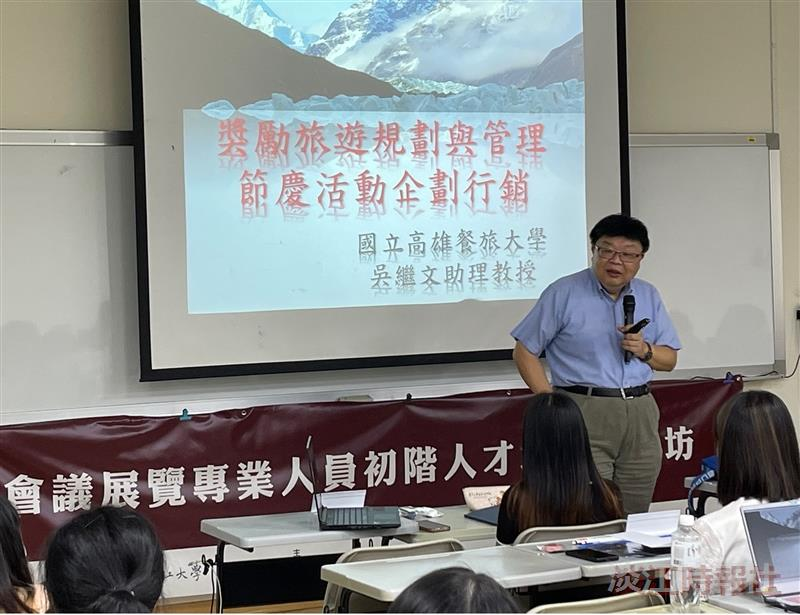 獎勵旅遊規劃與管理
節慶活動企劃行銷
國立高雄餐旅大學
吳繼文助理教授
會議展覽專業人員初階人才
坊
大學
淡江時報社